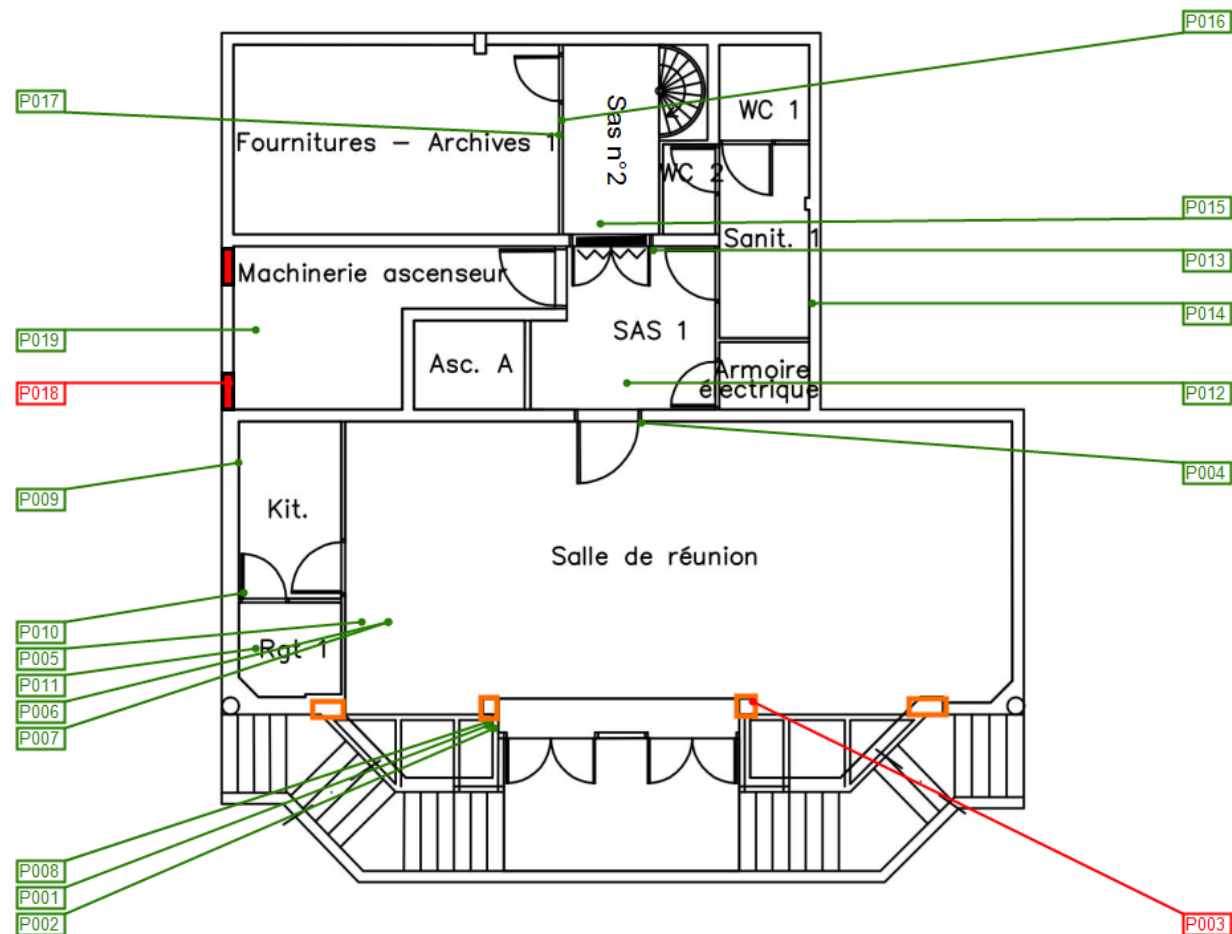 P016
P017
WC 1
Fournitures – Archives 1
Sas n°2
WC 2
P015
Sanit. 1
P013
Machinerie ascenseur
P014
P019
SAS 1
Asc. A
Armoire
électrique
P018
P012
P004
P009
Kit.
Salle de réunion
P010
P005
Rgt 1
P011
P006
P007
P008
P001
P002
P003